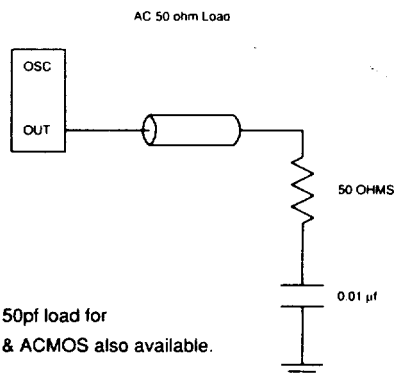 AC 50 ohm Load
OSC
OUT
50 OHMS
0.01 µf
50pf load for
& ACMOS also available.